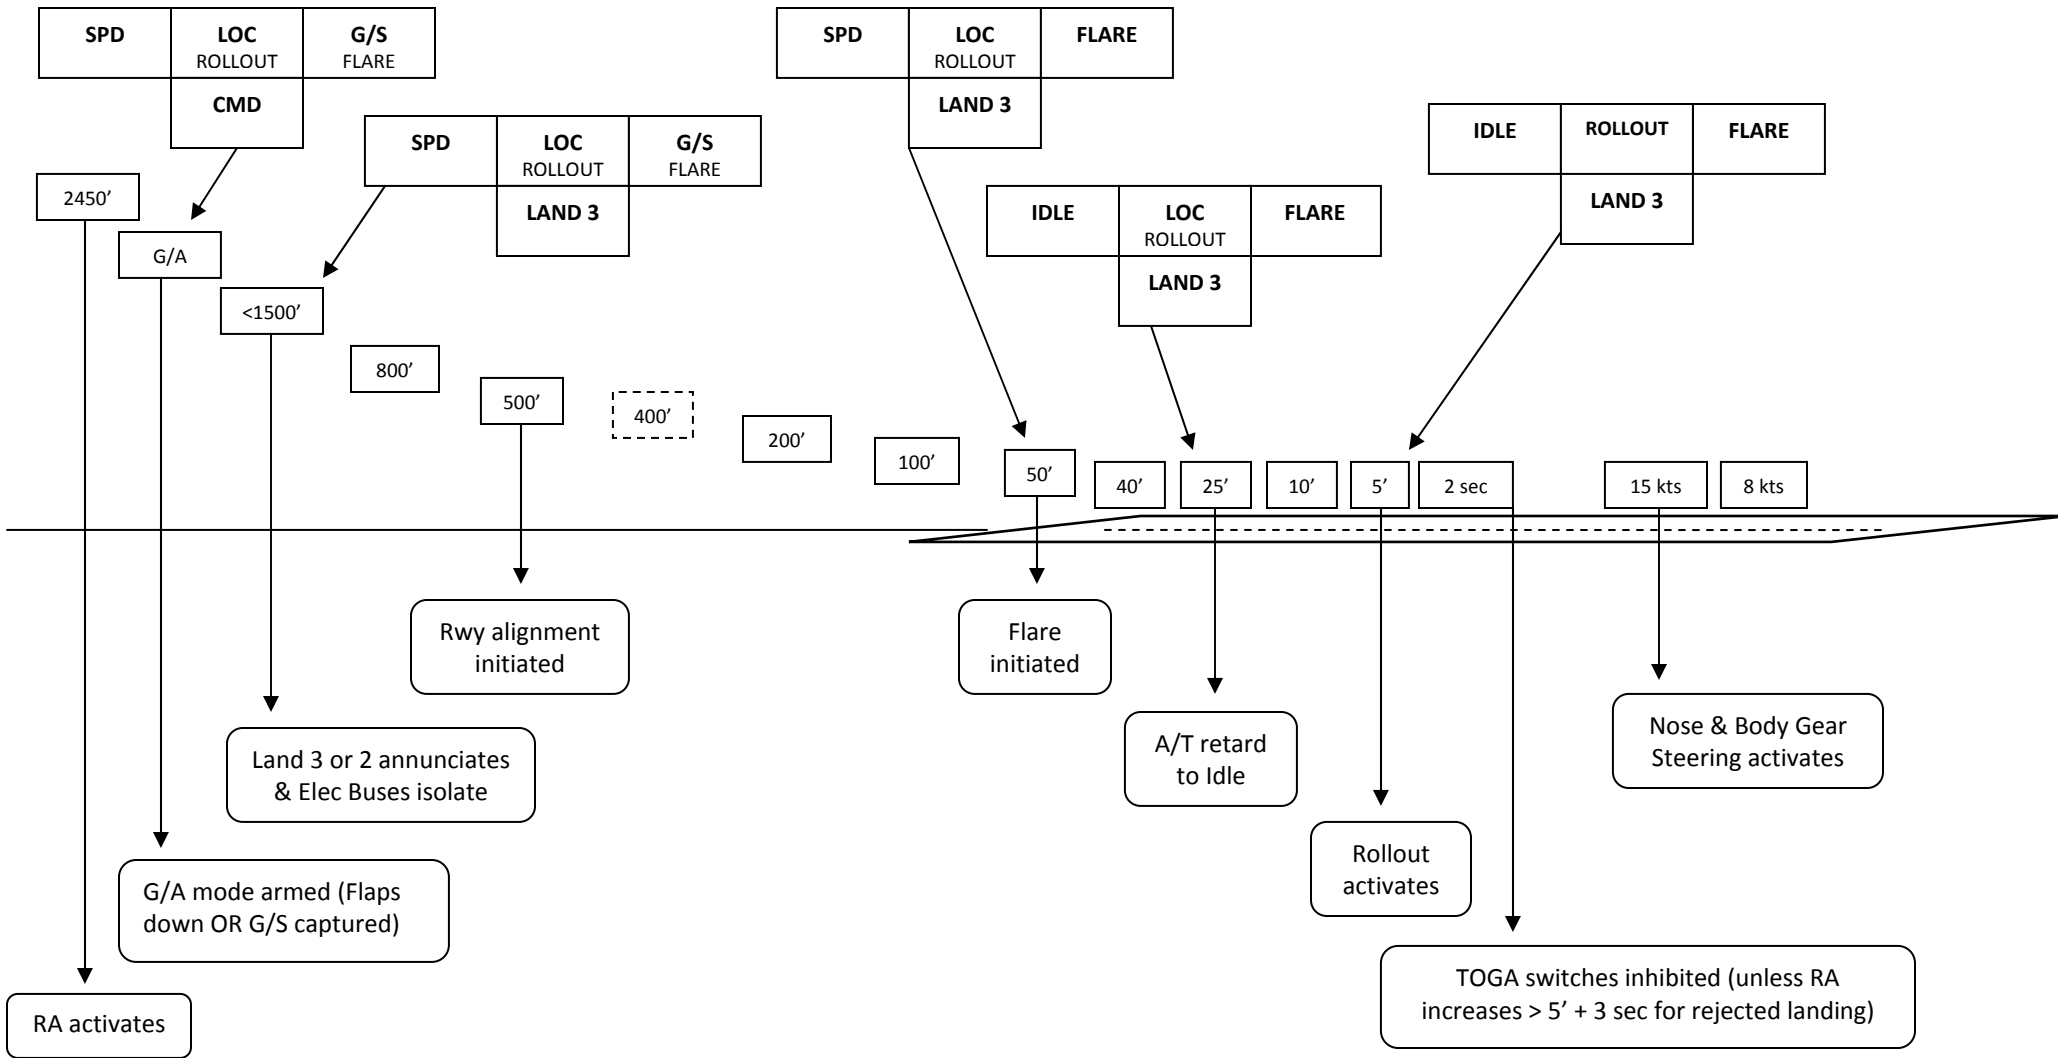 SPD
LOC
ROLLOUT
G/S
FLARE
CMD
SPD
LOC
ROLLOUT
FLARE
LAND 3
SPD
LOC
ROLLOUT
G/S
FLARE
LAND 3
IDLE
ROLLOUT
FLARE
LAND 3
IDLE
LOC
ROLLOUT
FLARE
LAND 3
2450’
G/A
<1500’
800’
500’
400’
200’
100’
50’
40’
25’
10’
5’
2 sec
15 kts
8 kts
Rwy alignment
initiated
Flare
initiated
Land 3 or 2 annunciates
& Elec Buses isolate
A/T retard
to Idle
Nose & Body Gear
Steering activates
G/A mode armed (Flaps
down OR G/S captured)
Rollout
activates
RA activates
TOGA switches inhibited (unless RA
increases > 5’ + 3 sec for rejected landing)